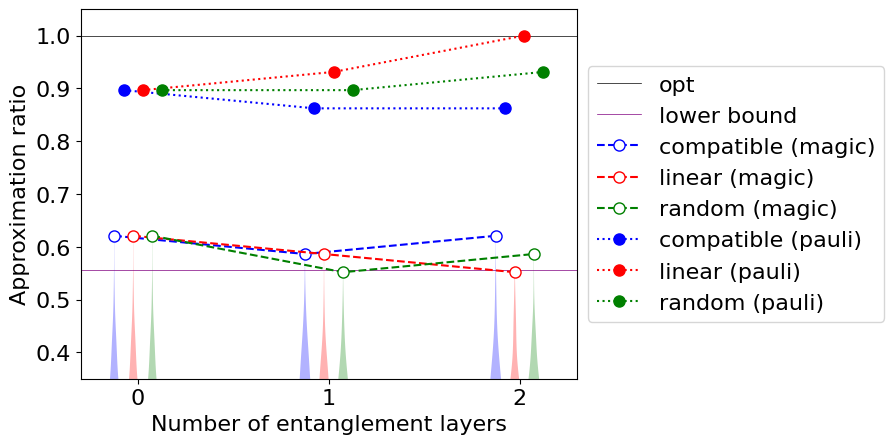 Approximation ratio
1.0
0.9
0.8
0.7
0.6
0.5
0.4
0
1
2
Number of entanglement layers
opt
lower bound
compatible (magic)
linear (magic)
random (magic)
compatible (pauli)
linear (pauli)
random (pauli)